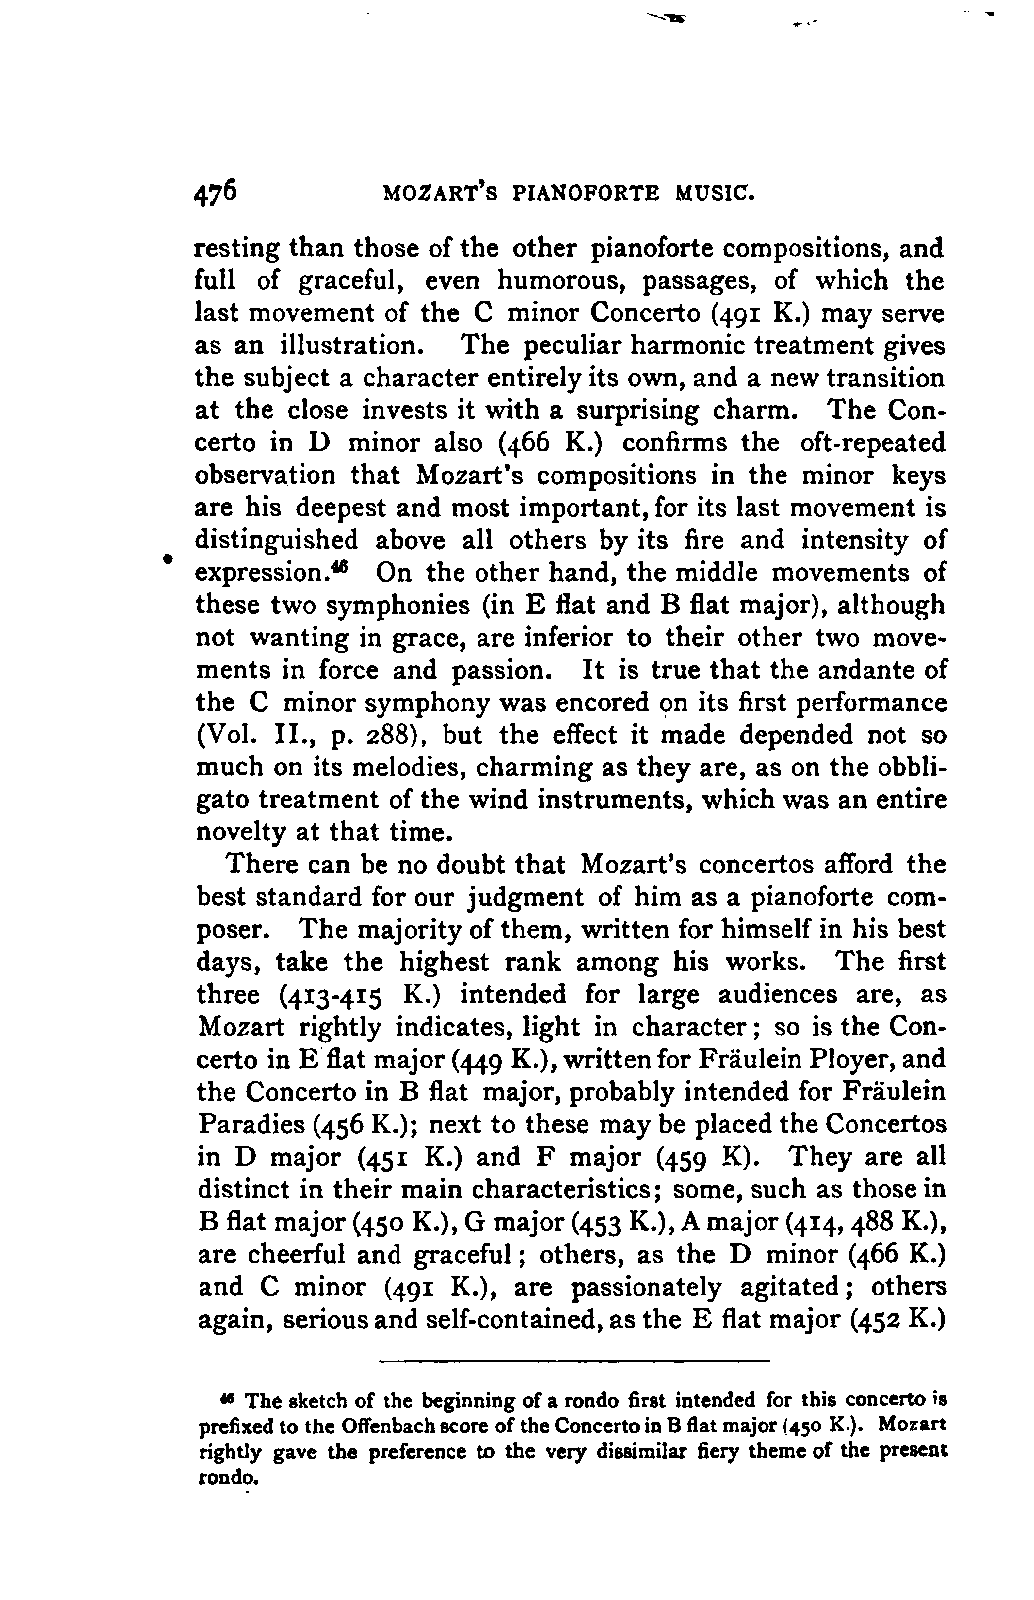 476 MOZART'S PIANOFORTE MUSIC.
resting than those of the other pianoforte compositions, and
full of graceful, even humorous, passages, of which the
last movement of the C minor Concerto (491 K.) may serve
as an illustration. The peculiar harmonic treatment gives
the subject a character entirely its own, and a new transition
at the close invests it with a surprising charm. The Con-
certo in D minor also (466 K.) confirms the oft-repeated
observation that Mozart's compositions in the minor keys
are his deepest and most important, for its last movement is
distinguished above all others by its fire and intensity of
expression.46 On the other hand, the middle movements of
these two symphonies (in E flat and B flat major), although
not wanting in grace, are inferior to their other two move-
ments in force and passion. It is true that the andante of
the C minor symphony was encored on its first performance
(Vol. II., p. 288), but the effect it made depended not so
much on its melodies, charming as they are, as on the obbli-
gato treatment of the wind instruments, which was an entire
novelty at that time.
There can be no doubt that Mozart's concertos afford the
best standard for our judgment of him as a pianoforte com-
poser. The majority of them, written for himself in his best
days, take the highest rank among his works. The first
three (413-415 K.) intended for large audiences are, as
Mozart rightly indicates, light in character; so is the Con-
certo in E flat major (449 K.), written for Fräulein Ployer, and
the Concerto in B flat major, probably intended for Fräulein
Paradies (456 K.); next to these may be placed the Concertos
in D major (451 K.) and F major (459 K). They are all
distinct in their main characteristics; some, such as those in
B flat major (450 K.), G major (453 K.), A major (414, 488 K.),
are cheerful and graceful; others, as the D minor (466 K.)
and C minor (491 K.), are passionately agitated; others
again, serious and self-contained, as the E flat major (452 K.)
46 The sketch of the beginning of a rondo first intended for this concerto is
prefixed to the Offenbach score of the Concerto in B flat major (450 K.). Mozart
rightly gave the preference to the very dissimilar fiery theme of the present
rondo.